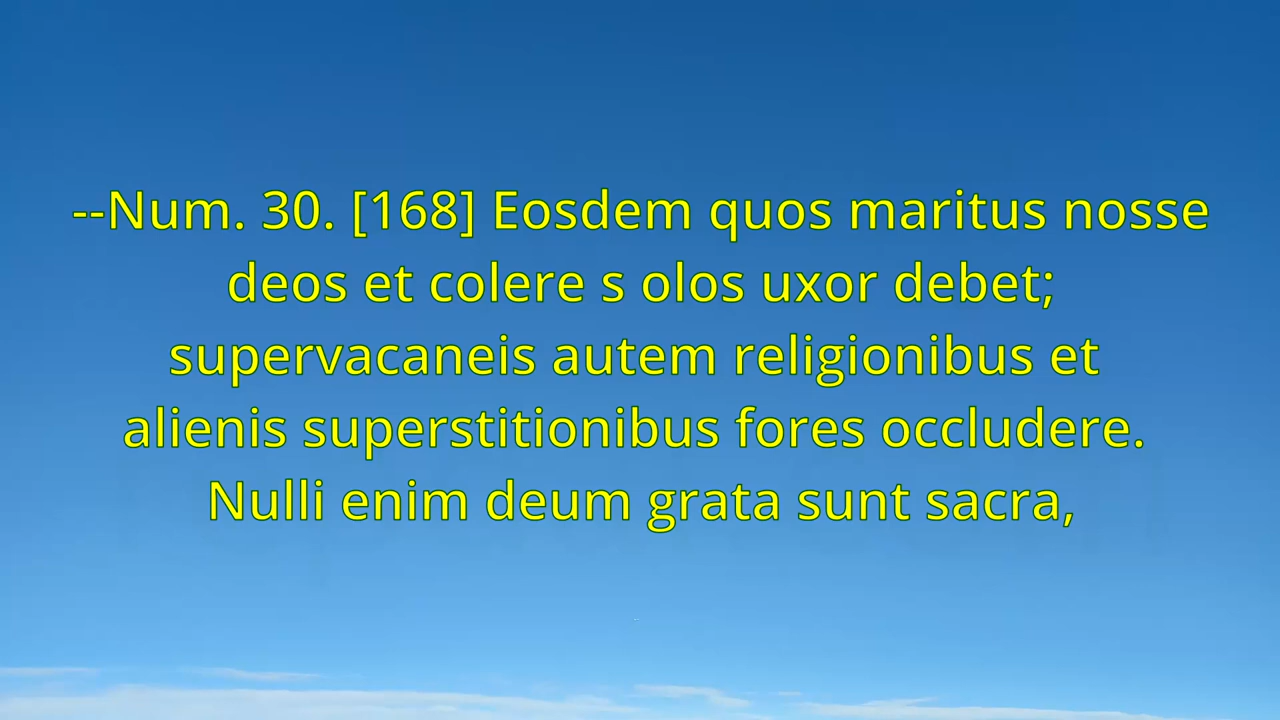 --Num. 30. [168] Eosdem quos maritus nosse
deos et colere s olos uxor debet;
supervacaneis autem religionibus et
alienis superstitionibus fores occludere.
Nulli enim deum grata sunt sacra,